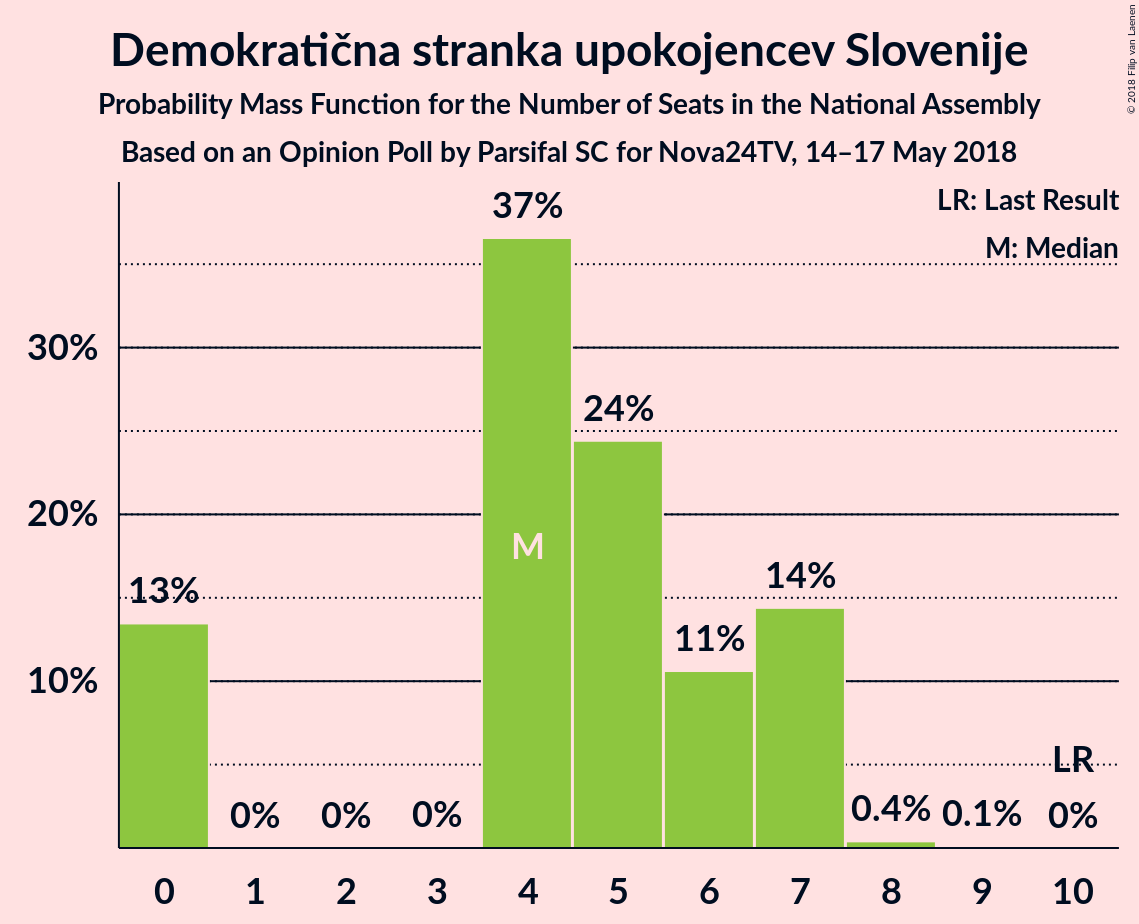 Demokratična stranka upokojencev Slovenije
Probability Mass Function for the Number of Seats in the National Assembly
Based on an Opinion Poll by Parsifal SC for Nova24TV, 14–17 May 2018
© 2018 Filip van Laenen
LR: Last Result
M: Median
37%
30%
24%
20%
M
13%
14%
11%
10%
LR
0%
0%
0%
0.4%
0.1%
0%
0 1 2 3 4 5 6 7 8 9 10